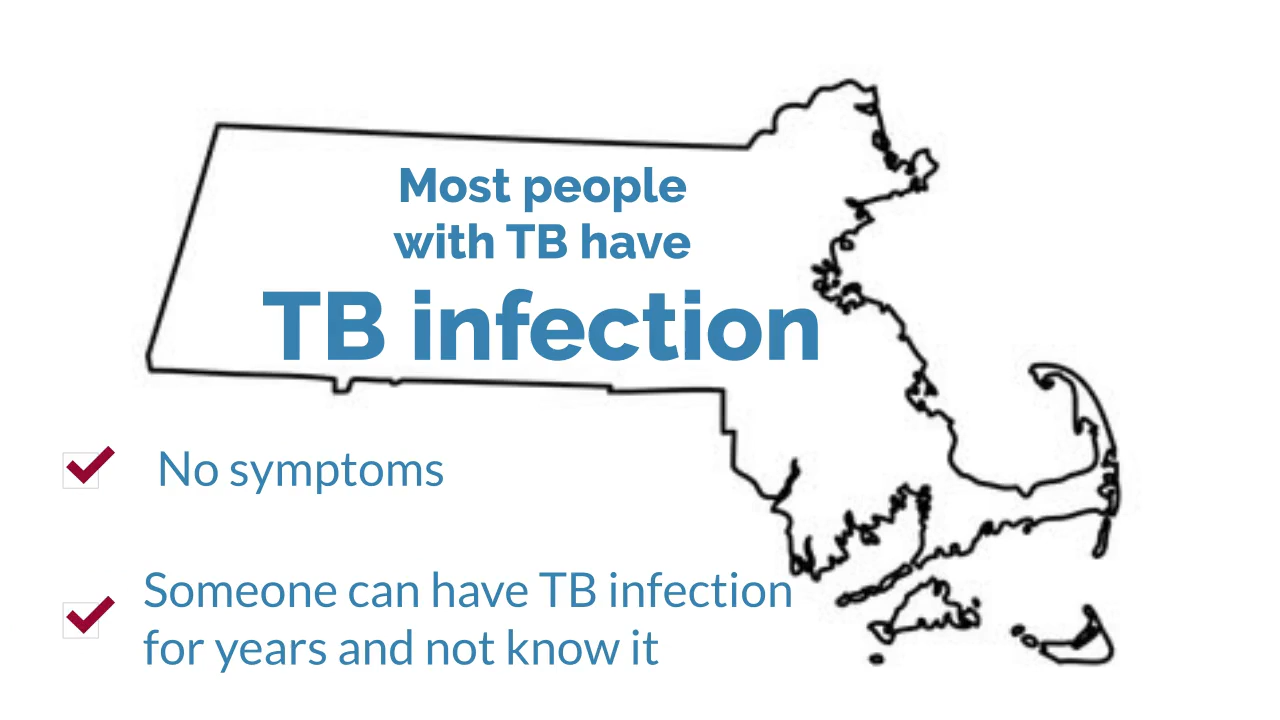 Most people
with TB have
TB infection
No symptoms
Someone can have TB infection
for years and not know it